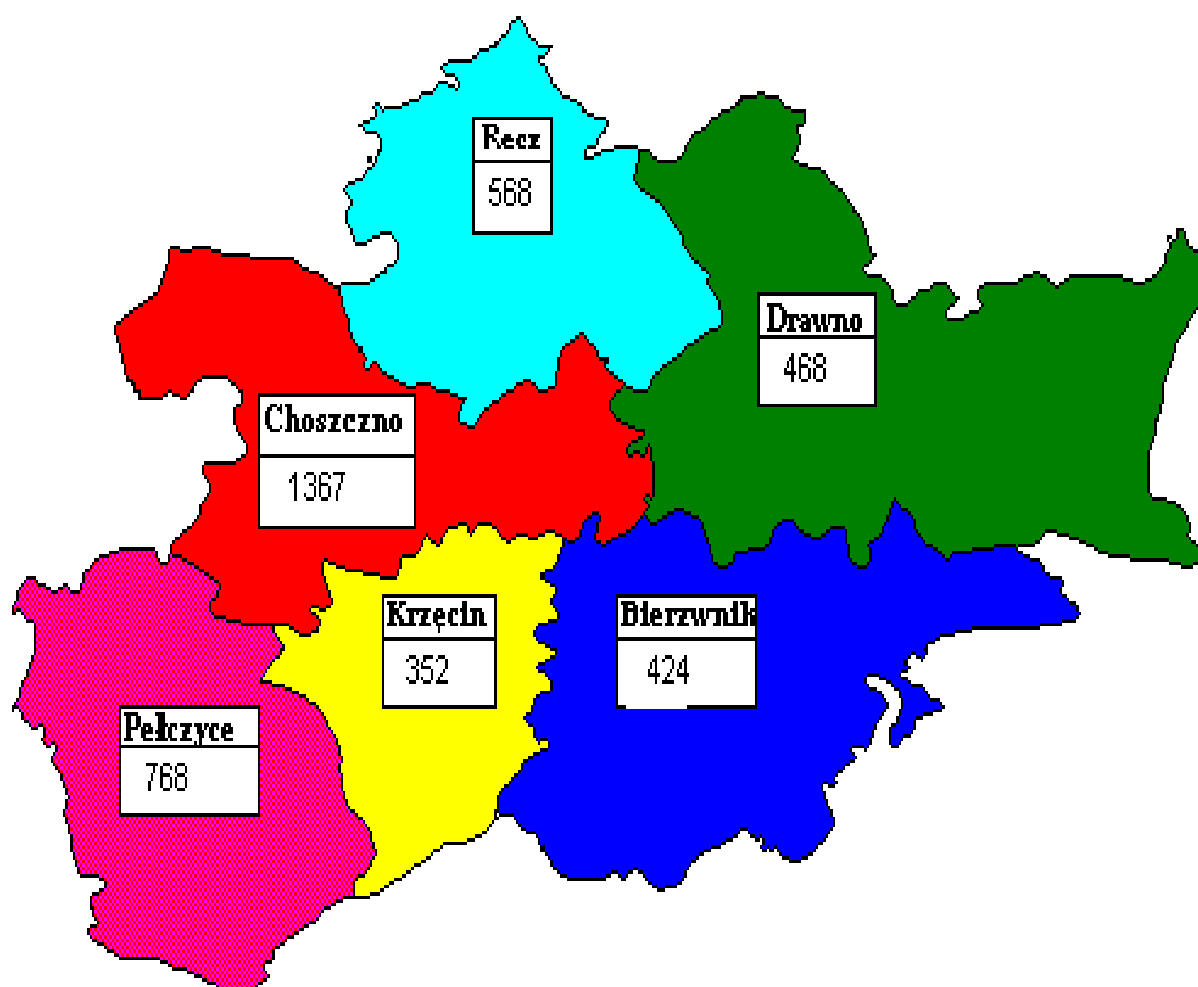 Recz
568
Drawno
468
Choszczno
1367
Krzęcin
352
Bierzwnik
424
Pełczyce
768